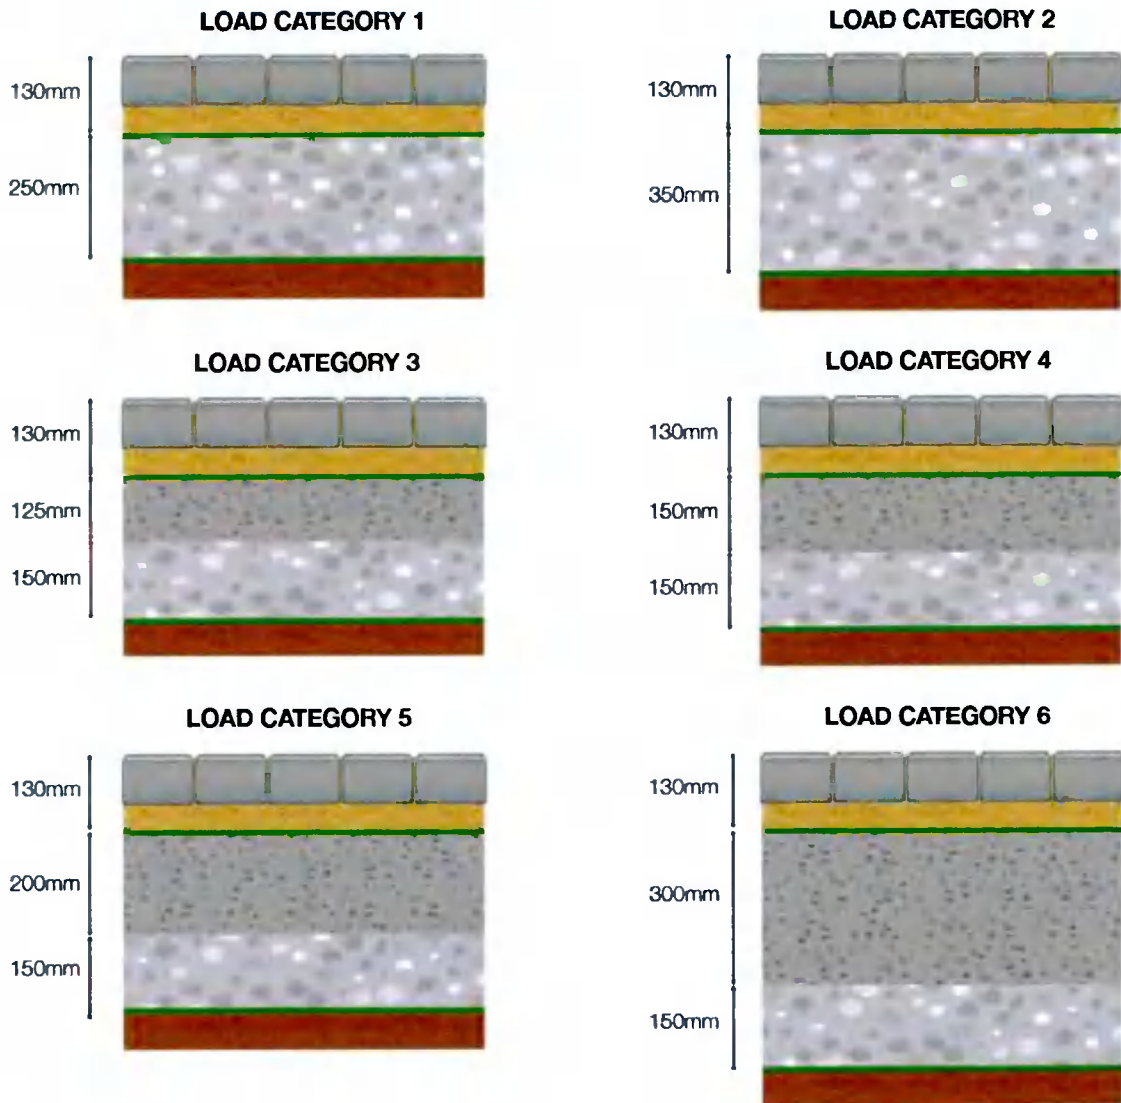 LOAD CATEGORY 1
130mm
250mm
LOAD CATEGORY 2
130mm
350mm
LOAD CATEGORY 3
130mm
125mm
150mm
LOAD CATEGORY 4
130mm
150mm
150mm
LOAD CATEGORY 5
130mm
200mm
150mm
LOAD CATEGORY 6
130mm
300mm
150mm